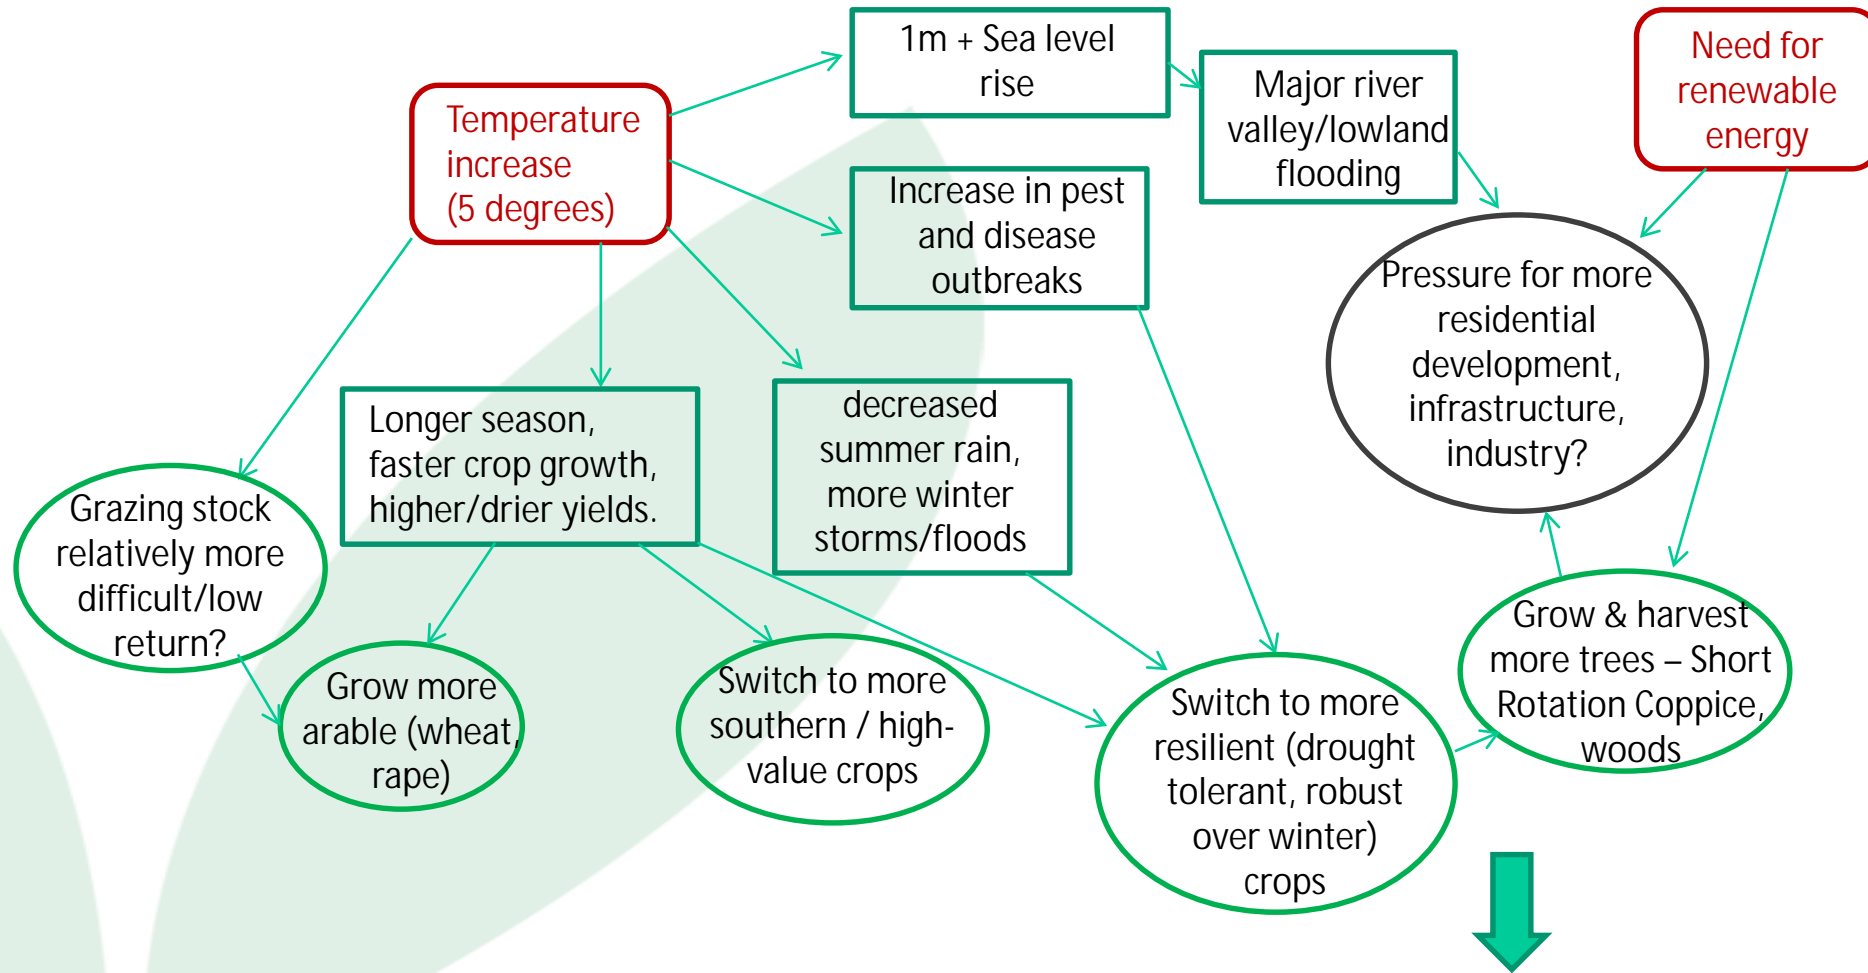 1m + Sea level
rise
Need for
renewable
energy
Major river
valley/lowland
flooding
Temperature
increase
(5 degrees)
Increase in pest
and disease
outbreaks
Pressure for more
residential
development,
infrastructure,
industry?
Longer season,
faster crop growth,
higher/drier yields.
decreased
summer rain,
more winter
storms/floods
Grazing stock
relatively more
difficult/low
return?
Grow more
arable (wheat,
rape)
Switch to more
southern / high-
value crops
Switch to more
resilient (drought
tolerant, robust
over winter)
crops
Grow & harvest
more trees – Short
Rotation Coppice,
woods